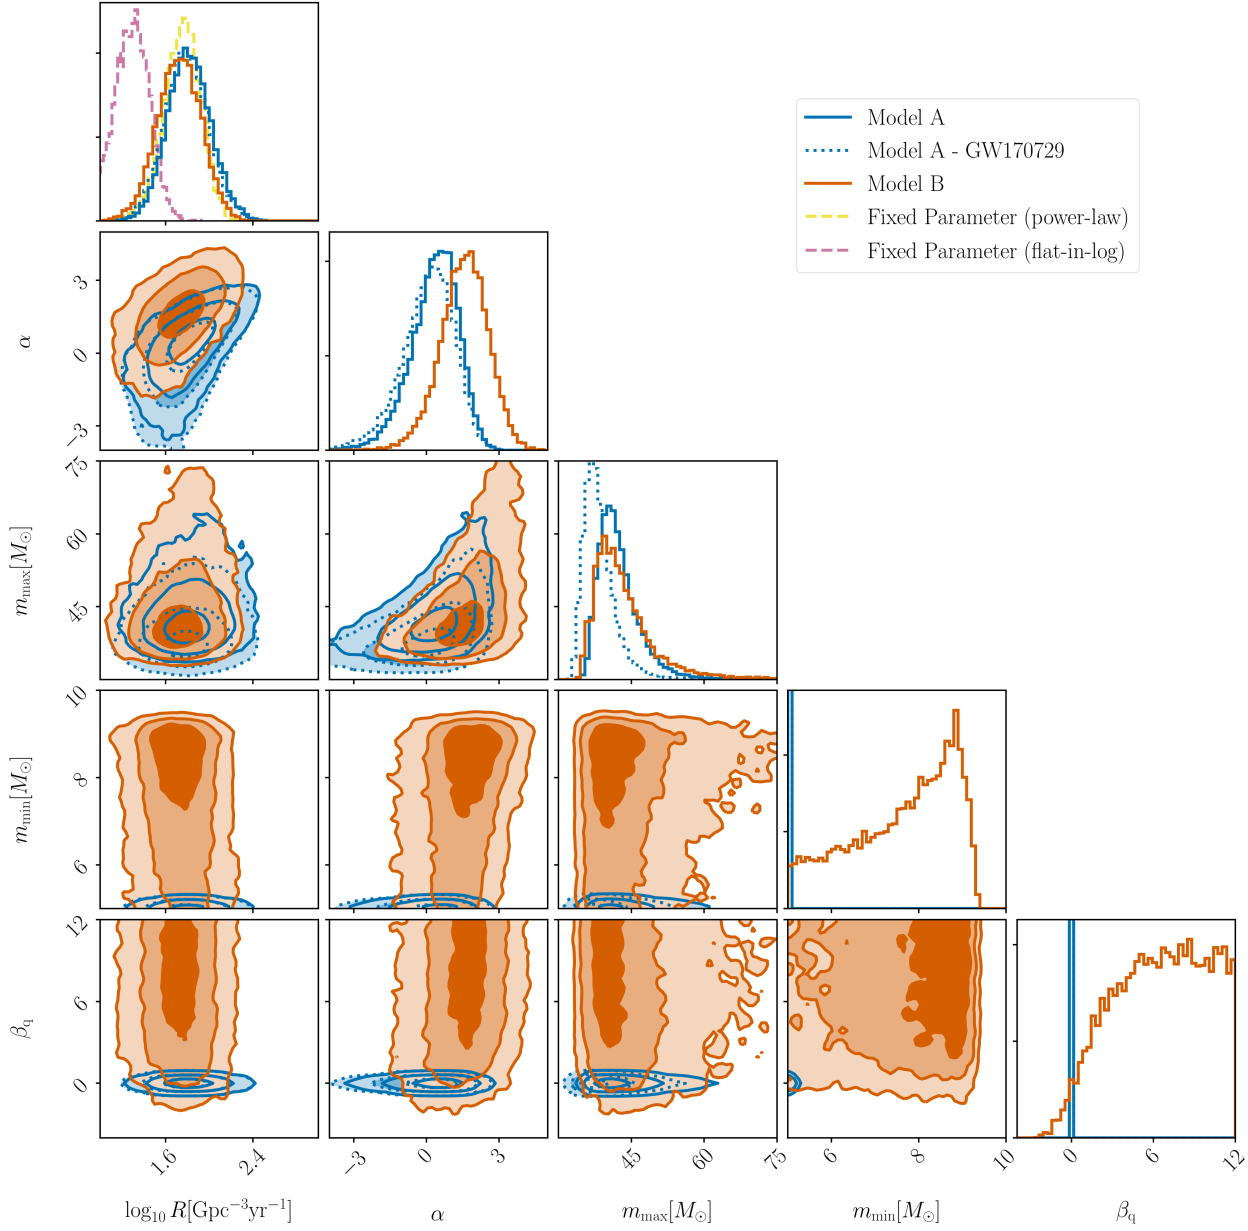 Model A
Model A - GW170729
Model B
Fixed Parameter (power-law)
Fixed Parameter (flat-in-log)
α
3
0
−3
m_max[M_⊙]
75
60
45
m_min[M_⊙]
10
8
6
β_q
12
6
0
1.6 2.4 −3 0 3 45 60 75 6 8 10 0 6 12
log₁₀ R[Gpc⁻³yr⁻¹] α m_max[M_⊙] m_min[M_⊙] β_q